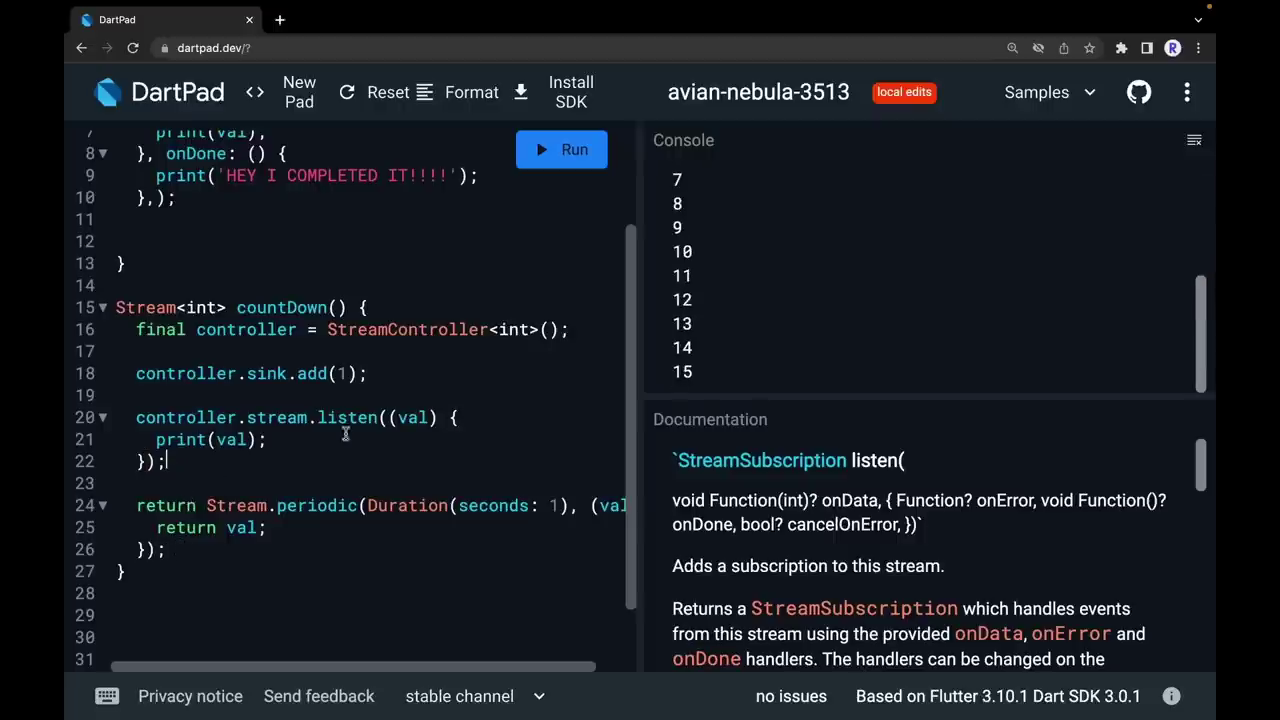 DartPad
dartpad.dev/?
R
DartPad
<> New Pad
Reset
Format
Install SDK
avian-nebula-3513
local edits
Samples
7 print(val);
8 }, onDone: () {
9 print('HEY I COMPLETED IT!!!!');
10 },);
11
12
13 }
14
15 Stream<int> countDown() {
16 final controller = StreamController<int>();
17
18 controller.sink.add(1);
19
20 controller.stream.listen((val) {
21 print(val);
22 });
23
24 return Stream.periodic(Duration(seconds: 1), (val
25 return val;
26 });
27 }
28
29
30
31
Run
Console
7
8
9
10
11
12
13
14
15
Documentation
`StreamSubscription listen(
void Function(int)? onData, { Function? onError, void Function()?
onDone, bool? cancelOnError, })`
Adds a subscription to this stream.
Returns a StreamSubscription which handles events
from this stream using the provided onData, onError and
onDone handlers. The handlers can be changed on the
Privacy notice
Send feedback
stable channel
no issues
Based on Flutter 3.10.1 Dart SDK 3.0.1